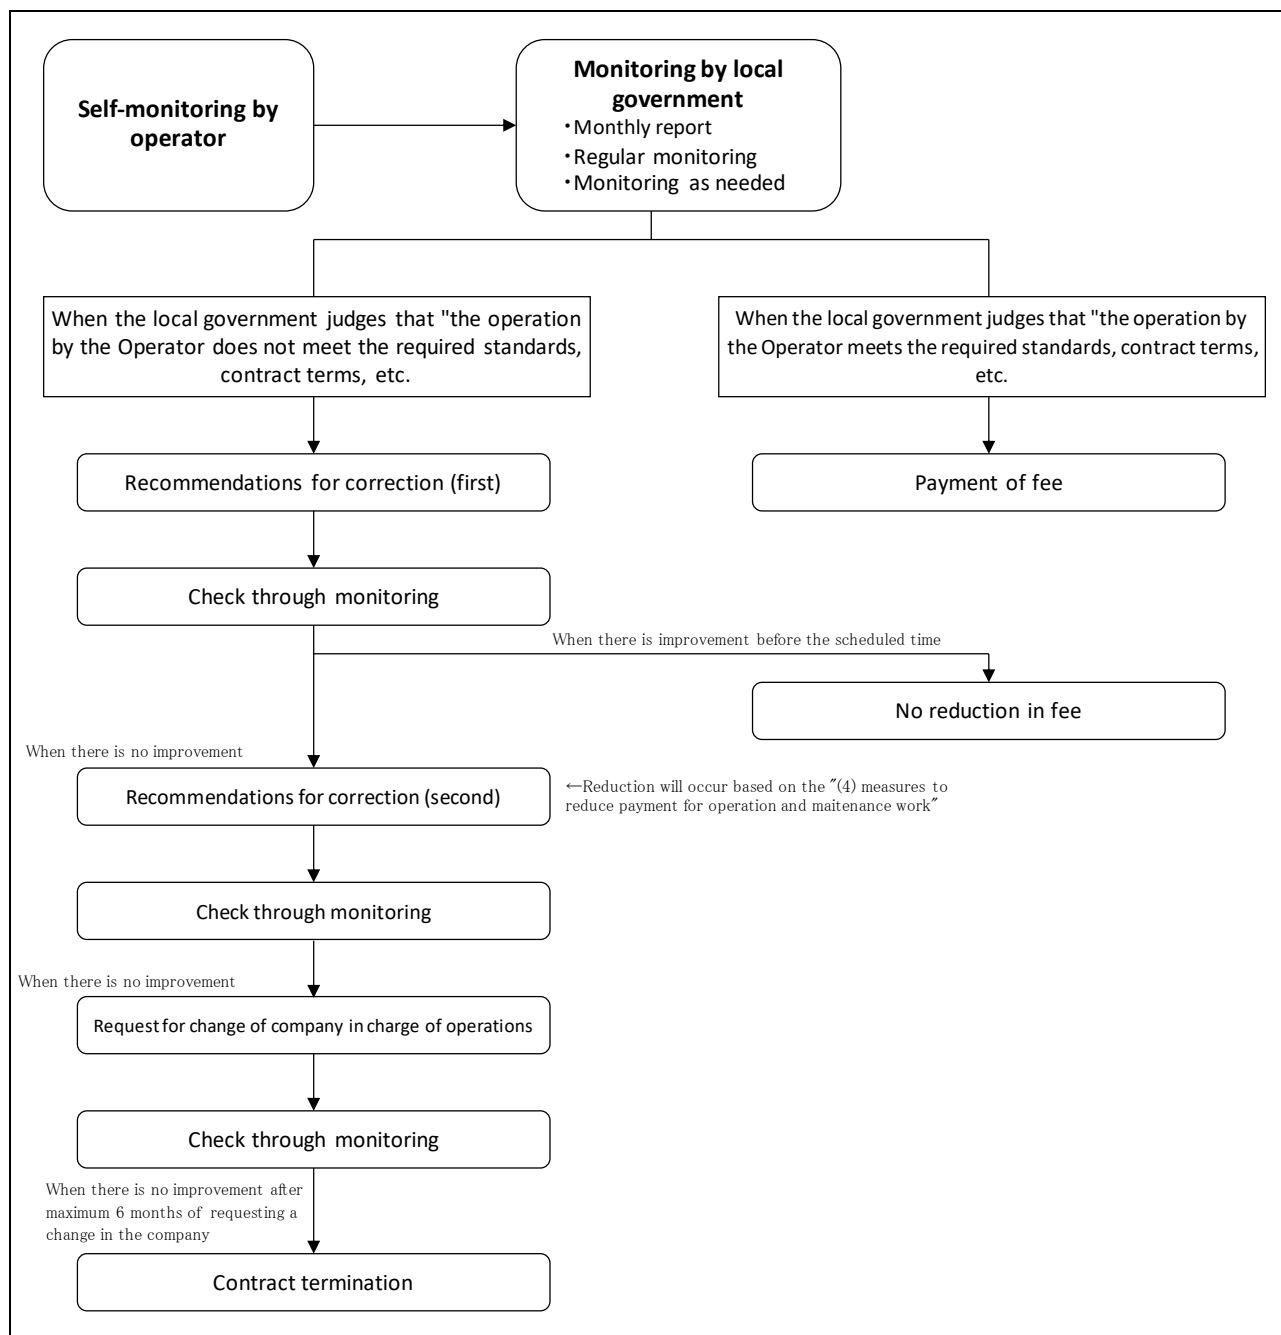 Self-monitoring by
operator
Monitoring by local
government
・Monthly report
・Regular monitoring
・Monitoring as needed
When the local government judges that "the operation
by the Operator does not meet the required standards,
contract terms, etc.
When the local government judges that "the operation by
the Operator meets the required standards, contract terms,
etc.
Recommendations for correction (first)
Payment of fee
Check through monitoring
When there is improvement before the scheduled time
No reduction in fee
When there is no improvement
Recommendations for correction (second)
←Reduction will occur based on the "(4) measures to
reduce payment for operation and maitenance work"
Check through monitoring
When there is no improvement
Request for change of company in charge of operations
Check through monitoring
When there is no improvement after
maximum 6 months of requesting a
change in the company
Contract termination